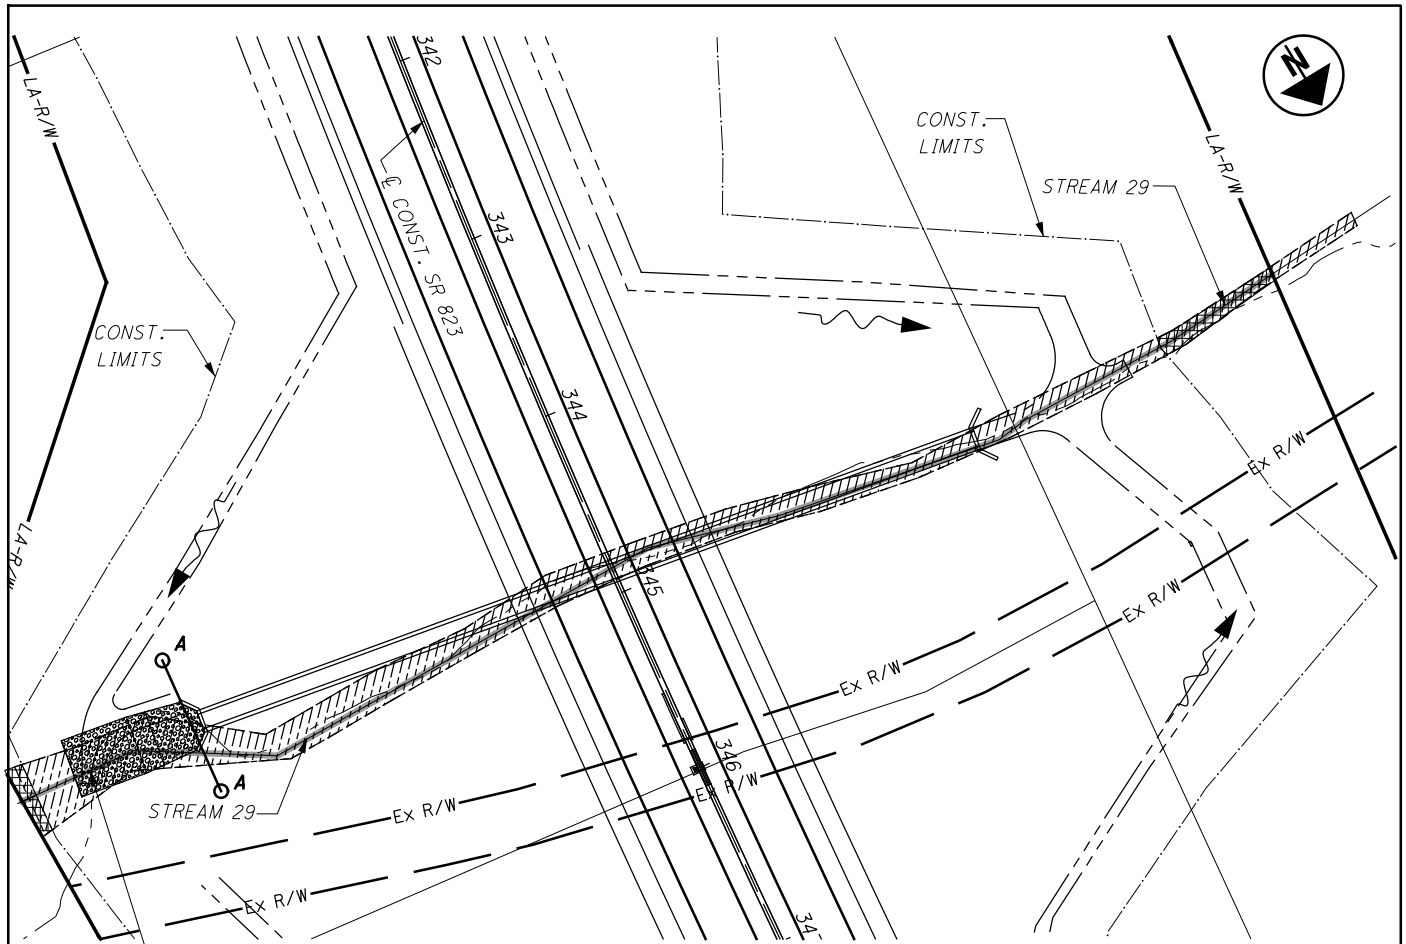 342
N
LA-R/W
CONST.
LIMITS
LA-R/W
STREAM 29
℄ CONST. SR 823
343
CONST.
LIMITS
344
Ex R/W
LA-R/W
345
Ex R/W
A
Ex R/W
346
A
Ex R/W
STREAM 29
Ex R/W
Ex R/W
34